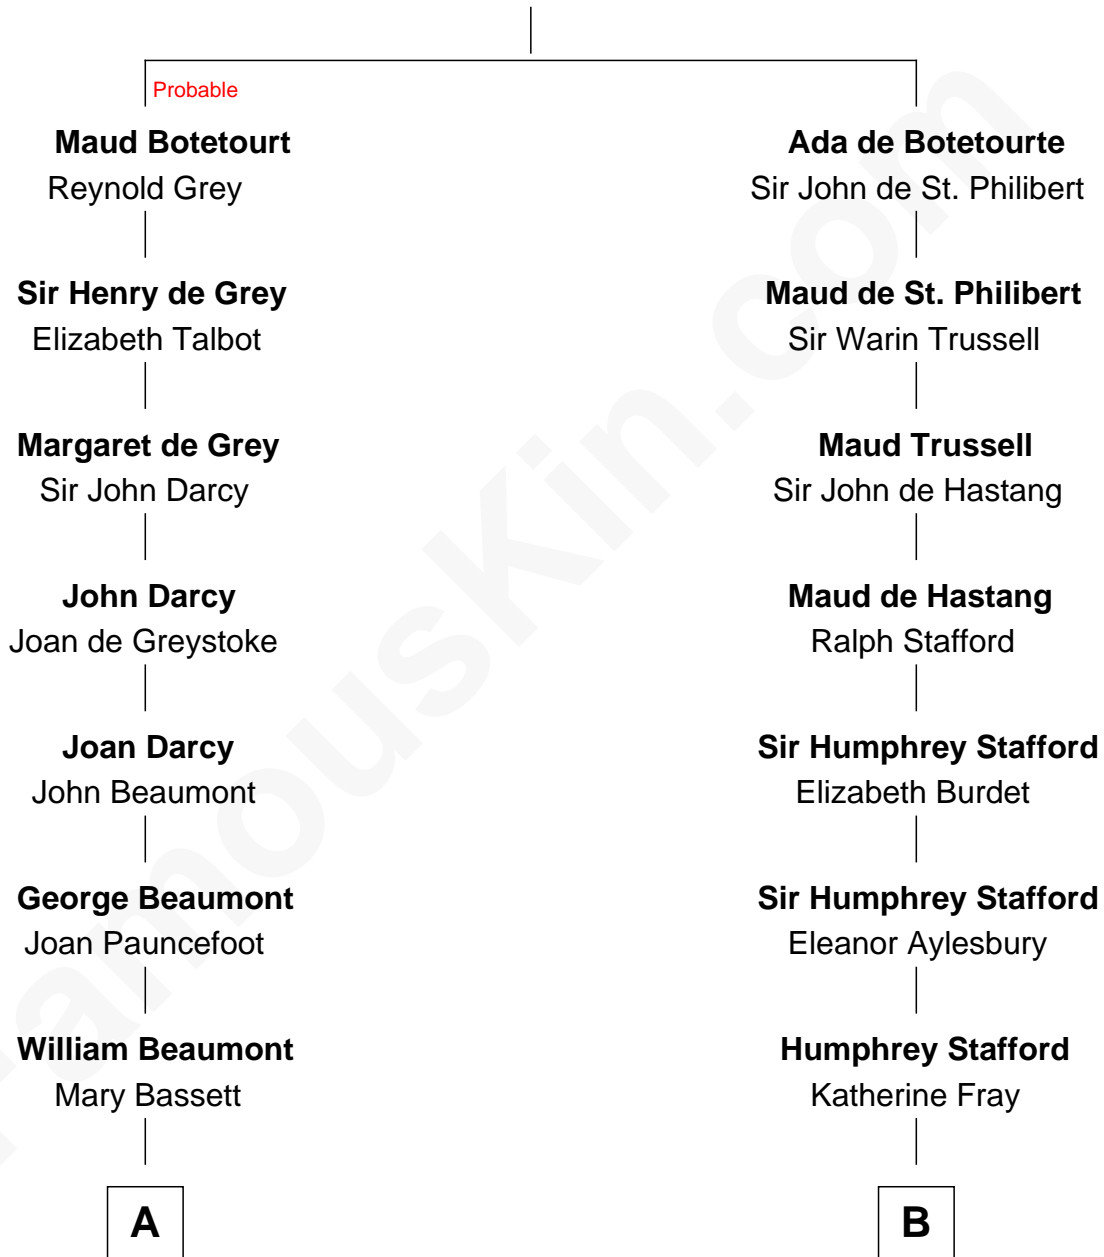 Probable
Maud Botetourt
Reynold Grey
Ada de Botetourte
Sir John de St. Philibert
Sir Henry de Grey
Elizabeth Talbot
Maud de St. Philibert
Sir Warin Trussell
Margaret de Grey
Sir John Darcy
Maud Trussell
Sir John de Hastang
John Darcy
Joan de Greystoke
Maud de Hastang
Ralph Stafford
Joan Darcy
John Beaumont
Sir Humphrey Stafford
Elizabeth Burdet
George Beaumont
Joan Pauncefoot
Sir Humphrey Stafford
Eleanor Aylesbury
William Beaumont
Mary Bassett
Humphrey Stafford
Katherine Fray
A
B
FamousKin.com